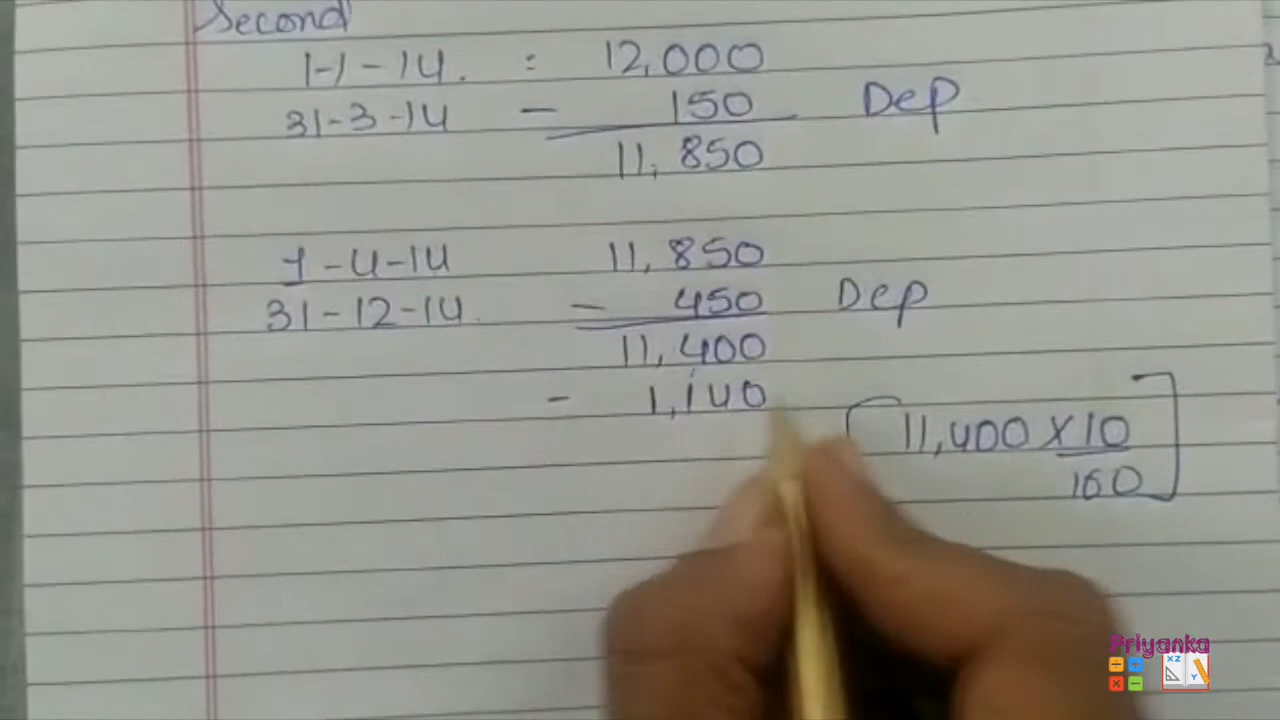 Second
1-1-14. : 12,000
31-3-14 - 150 Dep
11,850
1-4-14 11,850
31-12-14. - 450 Dep
11,400
- 1,140
[11,400 X 10
100]
Priyanka